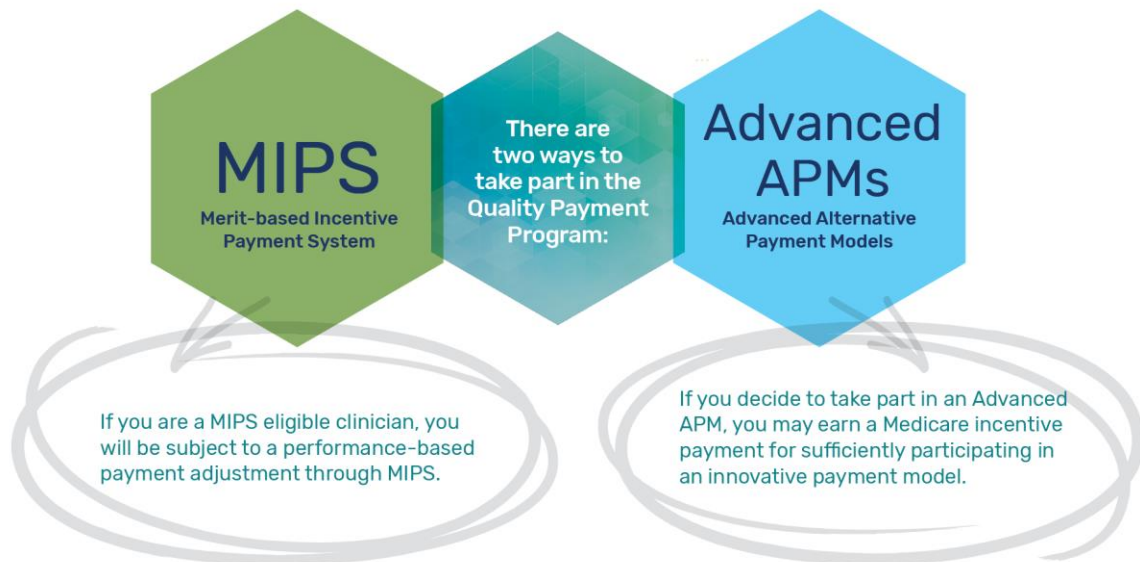 MIPS
Merit-based Incentive
Payment System
There are
two ways to
take part in the
Quality Payment
Program:
Advanced
APMs
Advanced Alternative
Payment Models
If you are a MIPS eligible clinician, you
will be subject to a performance-based
payment adjustment through MIPS.
If you decide to take part in an Advanced
APM, you may earn a Medicare incentive
payment for sufficiently participating in
an innovative payment model.